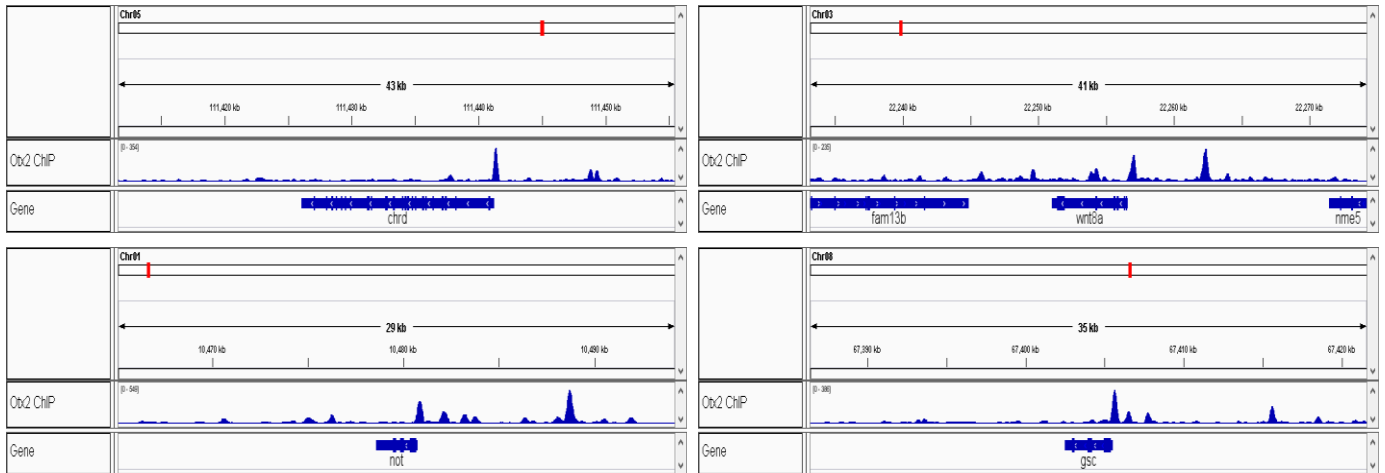 Chr05
43 kb
111,420 kb 111,430 kb 111,440 kb 111,450 kb
Otx2 ChIP [0 - 354]
Gene
chrd
Chr03
41 kb
22,240 kb 22,250 kb 22,260 kb 22,270 kb
Otx2 ChIP [0 - 235]
Gene
fam13b wnt8a nme5
Chr01
29 kb
10,470 kb 10,480 kb 10,490 kb
Otx2 ChIP [0 - 549]
Gene
not
Chr08
35 kb
67,390 kb 67,400 kb 67,410 kb 67,420 kb
Otx2 ChIP [0 - 386]
Gene
gsc